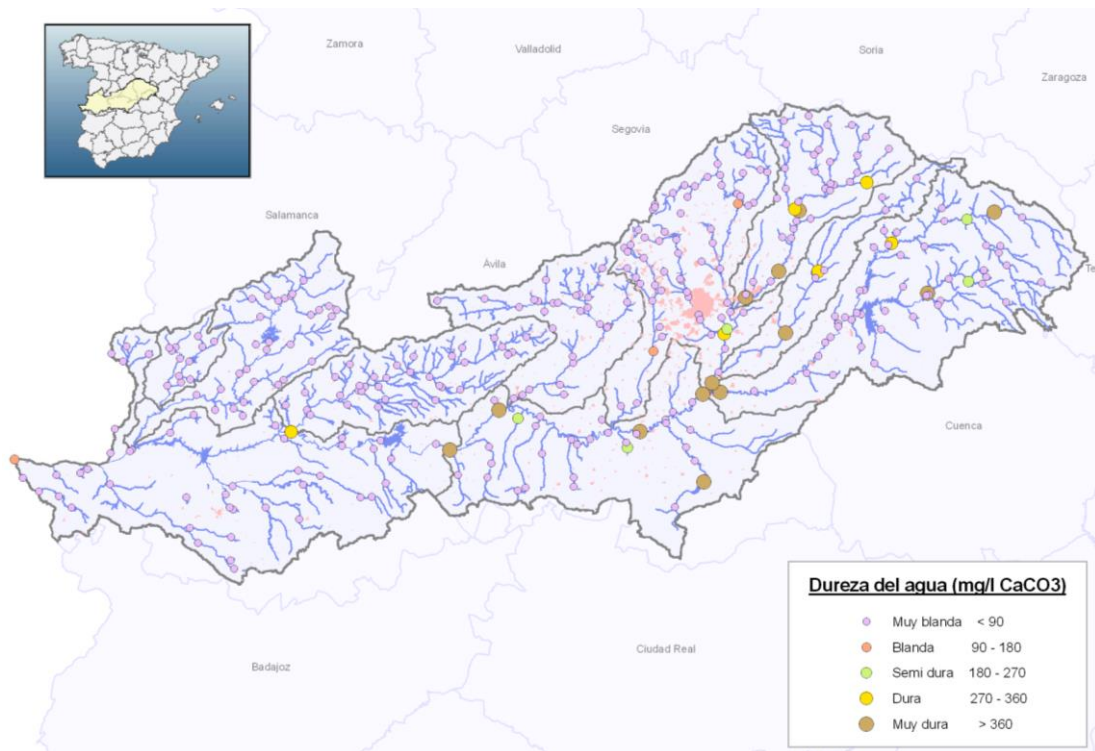 Zamora
Valladolid
Soria
Zaragoza
Segovia
Salamanca
Ávila
Te
Cuenca
Ciudad Real
Badajoz
Dureza del agua (mg/l CaCO3)
Muy blanda < 90
Blanda 90 - 180
Semi dura 180 - 270
Dura 270 - 360
Muy dura > 360